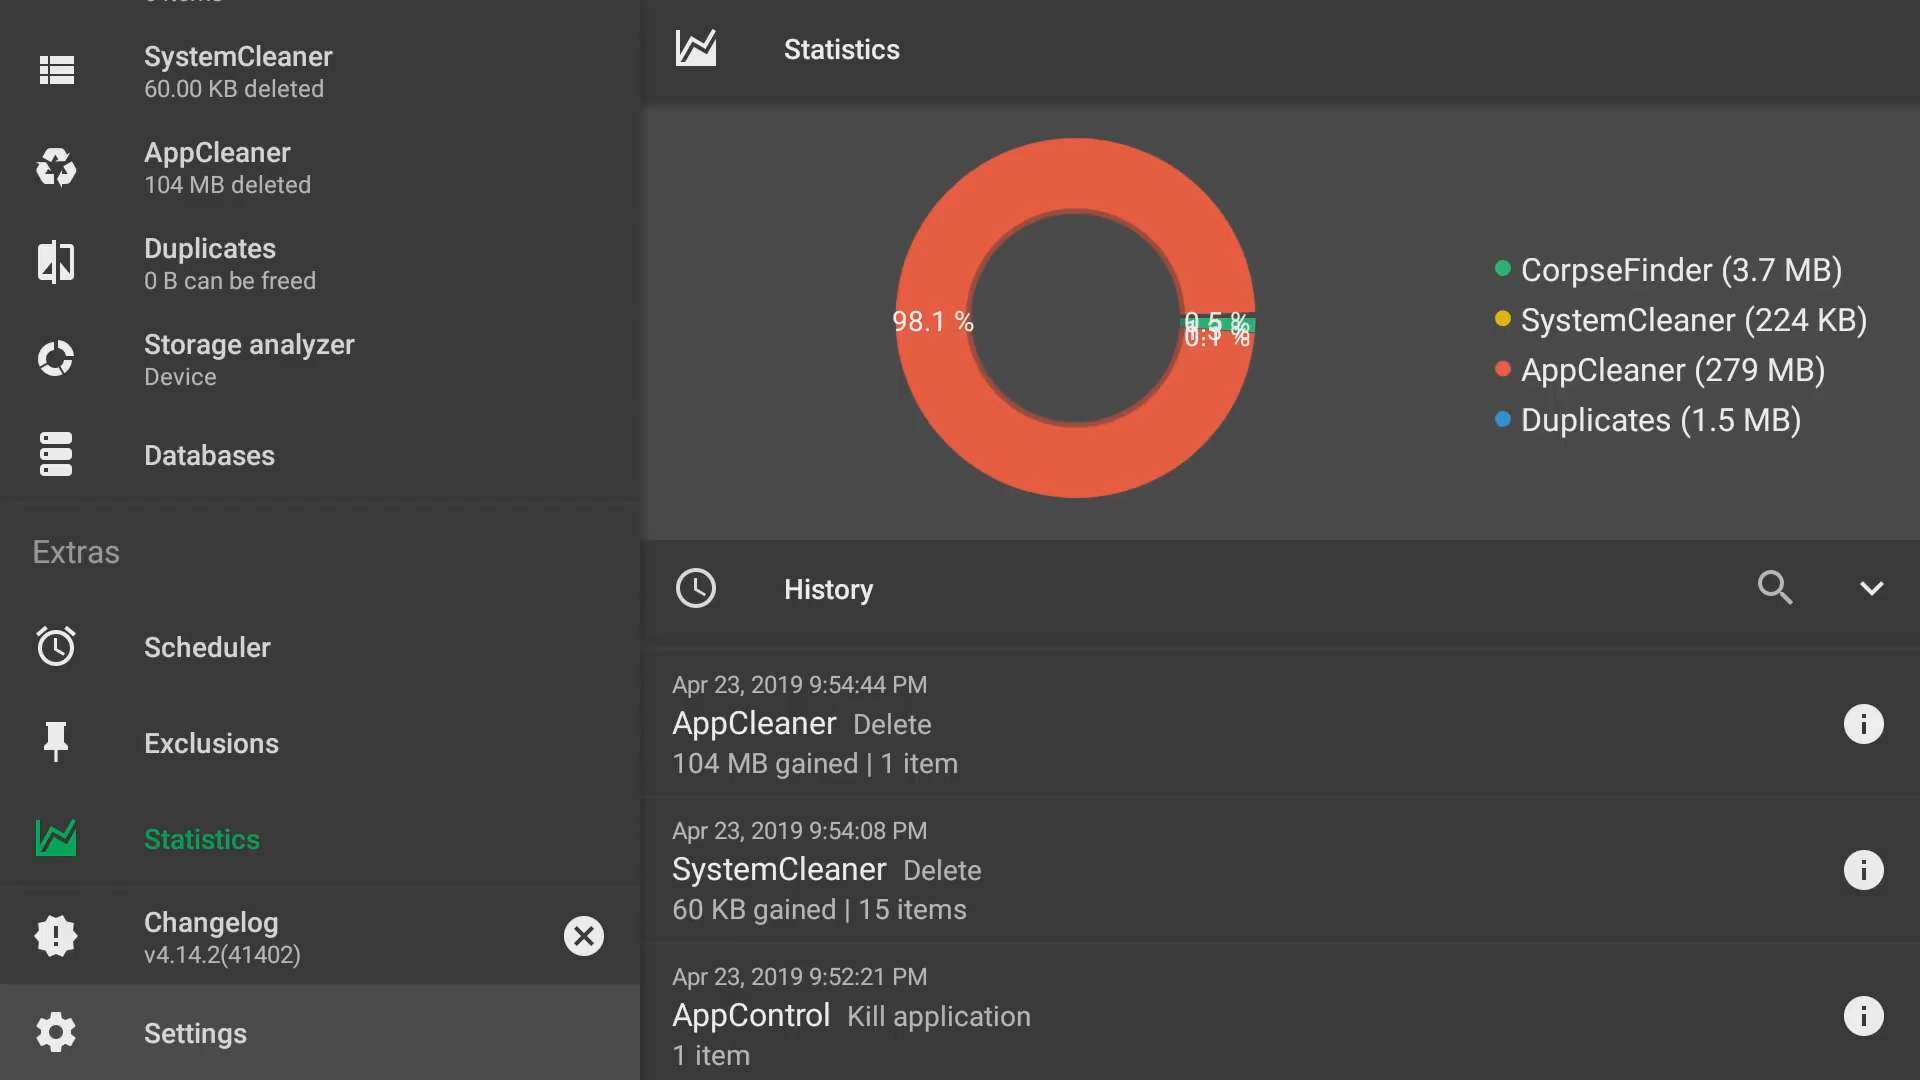 SystemCleaner
60.00 KB deleted
AppCleaner
104 MB deleted
Duplicates
0 B can be freed
Storage analyzer
Device
Databases
Extras
Scheduler
Exclusions
Statistics
Changelog
v4.14.2(41402)
Settings
Statistics
98.1 %
0.5 %
0.1 %
CorpseFinder (3.7 MB)
SystemCleaner (224 KB)
AppCleaner (279 MB)
Duplicates (1.5 MB)
History
Apr 23, 2019 9:54:44 PM
AppCleaner Delete
104 MB gained | 1 item
Apr 23, 2019 9:54:08 PM
SystemCleaner Delete
60 KB gained | 15 items
Apr 23, 2019 9:52:21 PM
AppControl Kill application
1 item